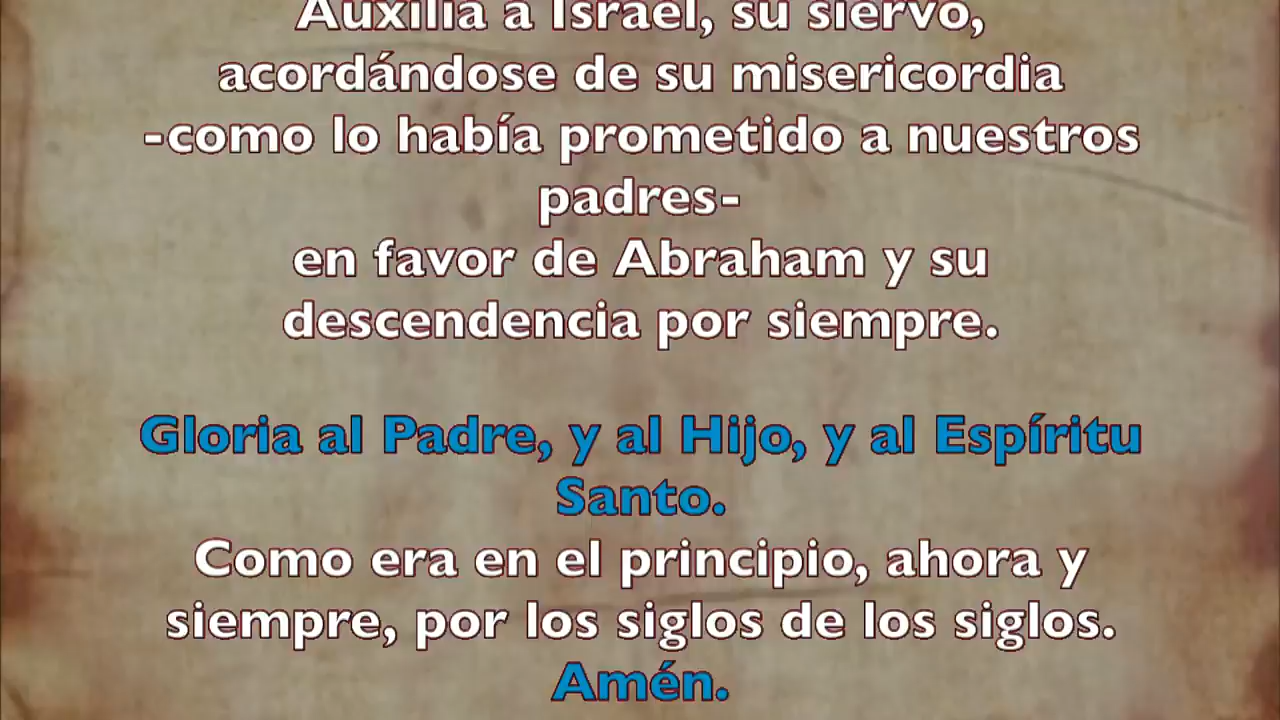 Auxilia a Israel, su siervo,
acordándose de su misericordia
-como lo había prometido a nuestros
padres-
en favor de Abraham y su
descendencia por siempre.
Gloria al Padre, y al Hijo, y al Espíritu
Santo.
Como era en el principio, ahora y
siempre, por los siglos de los siglos.
Amén.